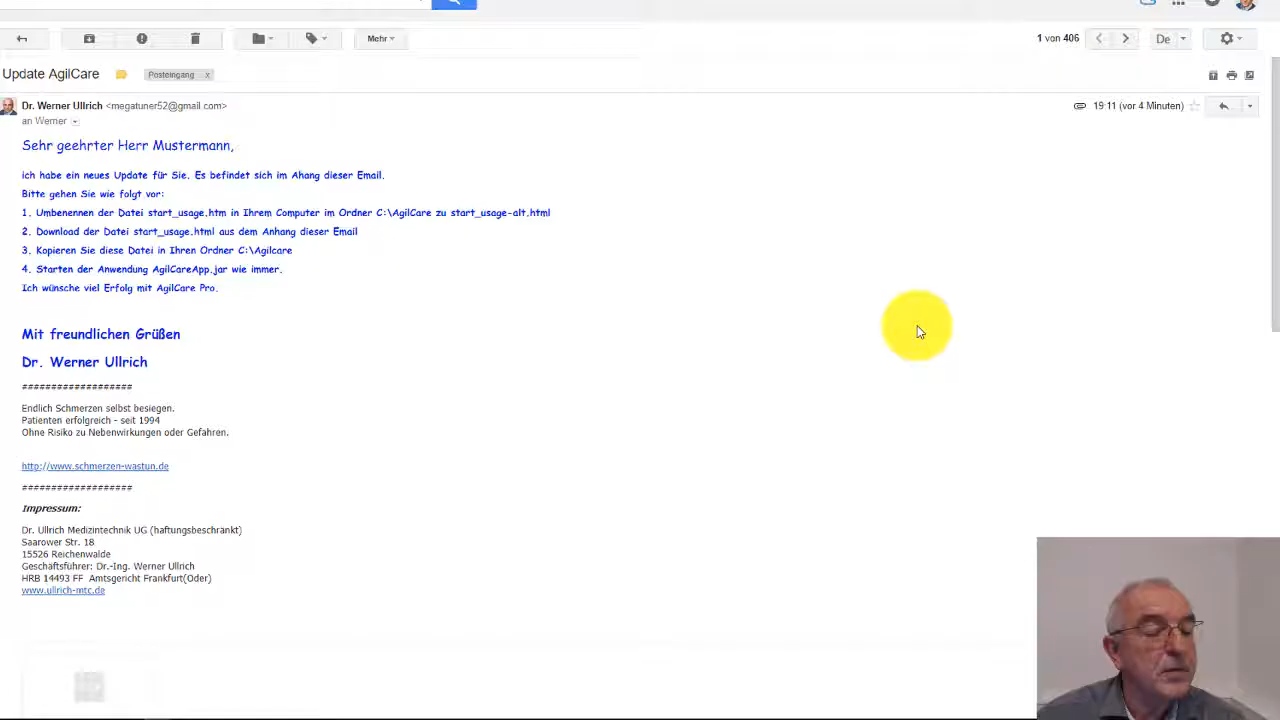 Mehr
1 von 406
De
Update AgilCare
Posteingang x
Dr. Werner Ullrich <megatuner52@gmail.com>
19:11 (vor 4 Minuten)
an Werner
Sehr geehrter Herr Mustermann,
ich habe ein neues Update für Sie. Es befindet sich im Ahang dieser Email.
Bitte gehen Sie wie folgt vor:
1. Umbenennen der Datei start_usage.htm in Ihrem Computer im Ordner C:\AgilCare zu start_usage-alt.html
2. Download der Datei start_usage.html aus dem Anhang dieser Email
3. Kopieren Sie diese Datei in Ihren Ordner C:\Agilcare
4. Starten der Anwendung AgilCareApp.jar wie immer.
Ich wünsche viel Erfolg mit AgilCare Pro.
Mit freundlichen Grüßen
Dr. Werner Ullrich
###################
Endlich Schmerzen selbst besiegen.
Patienten erfolgreich - seit 1994
Ohne Risiko zu Nebenwirkungen oder Gefahren.
http://www.schmerzen-wastun.de
###################
Impressum:
Dr. Ullrich Medizintechnik UG (haftungsbeschränkt)
Saarower Str. 18
15526 Reichenwalde
Geschäftsführer: Dr.-Ing. Werner Ullrich
HRB 14493 FF Amtsgericht Frankfurt(Oder)
www.ullrich-mtc.de